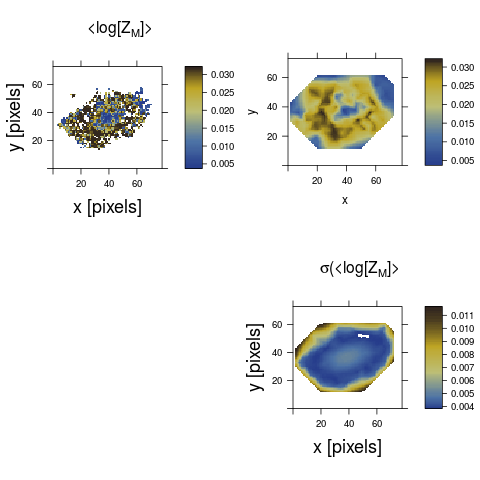 <log[Z_M]>
60
40
20
20 40 60
x [pixels]
y [pixels]
0.030
0.025
0.020
0.015
0.010
0.005
60
40
20
20 40 60
x
y
0.030
0.025
0.020
0.015
0.010
0.005
σ(<log[Z_M]>
60
40
20
20 40 60
x [pixels]
y [pixels]
0.011
0.010
0.009
0.008
0.007
0.006
0.005
0.004